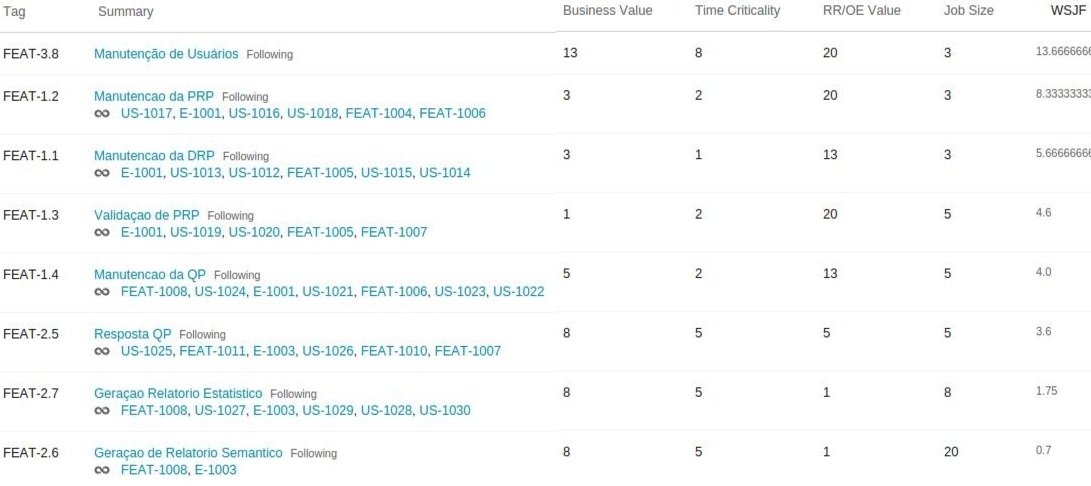 Tag Summary Business Value Time Criticality RR/OE Value Job Size WSJF
FEAT-3.8 Manutenção de Usuários Following 13 8 20 3 13.6666666
FEAT-1.2 Manutencao da PRP Following 3 2 20 3 8.33333333
US-1017, E-1001, US-1016, US-1018, FEAT-1004, FEAT-1006
FEAT-1.1 Manutencao da DRP Following 3 1 13 3 5.66666666
E-1001, US-1013, US-1012, FEAT-1005, US-1015, US-1014
FEAT-1.3 Validaçao de PRP Following 1 2 20 5 4.6
E-1001, US-1019, US-1020, FEAT-1005, FEAT-1007
FEAT-1.4 Manutencao da QP Following 5 2 13 5 4.0
FEAT-1008, US-1024, E-1001, US-1021, FEAT-1006, US-1023, US-1022
FEAT-2.5 Resposta QP Following 8 5 5 5 3.6
US-1025, FEAT-1011, E-1003, US-1026, FEAT-1010, FEAT-1007
FEAT-2.7 Geraçao Relatorio Estatistico Following 8 5 1 8 1.75
FEAT-1008, US-1027, E-1003, US-1029, US-1028, US-1030
FEAT-2.6 Geraçao de Relatorio Semantico Following 8 5 1 20 0.7
FEAT-1008, E-1003